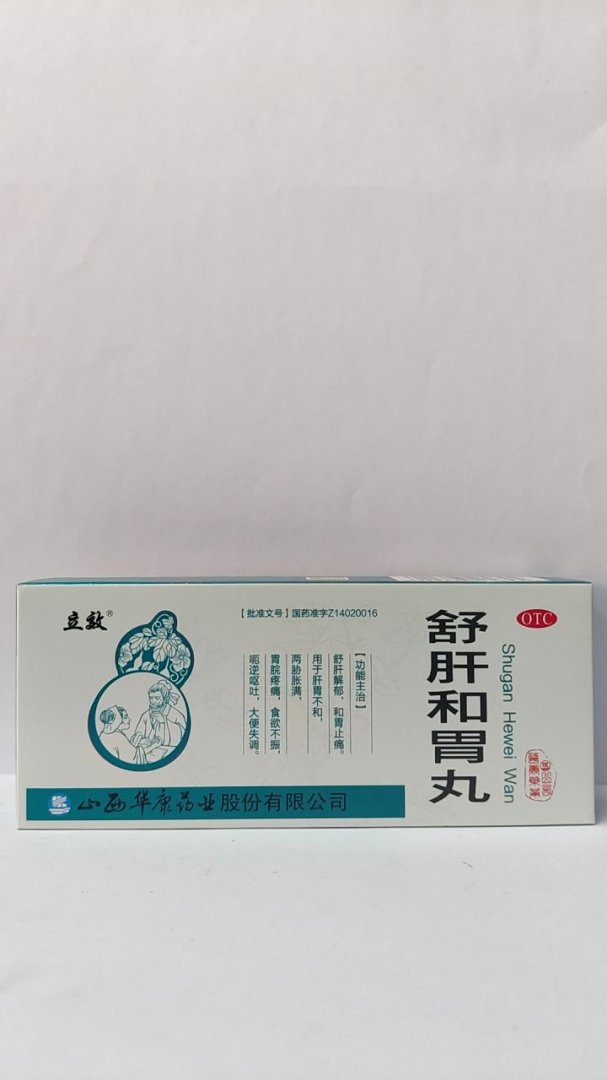 立效®
【批准文号】国药准字Z14020016
【功能主治】
舒肝解郁，和胃止痛。
用于肝胃不和，
两胁胀满，
胃脘疼痛，食欲不振，
呃逆呕吐，大便失调。
舒肝和胃丸
Shugan Hewei Wan
OTC
山西华康药业股份有限公司